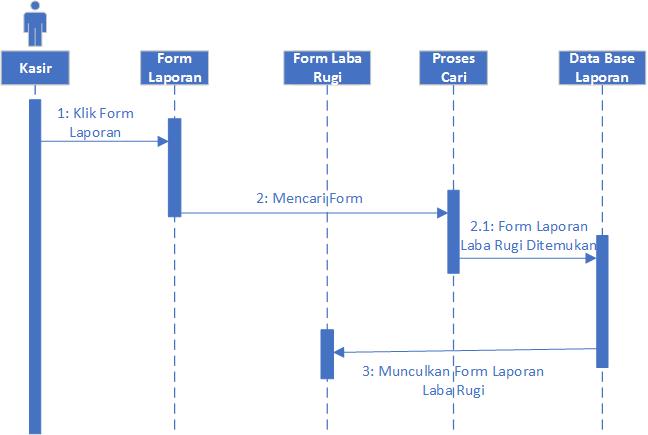 Kasir
Form
Laporan
Form Laba
Rugi
Proses
Cari
Data Base
Laporan
1: Klik Form
Laporan
2: Mencari Form
2.1: Form Laporan
Laba Rugi Ditemukan
3: Munculkan Form Laporan
Laba Rugi